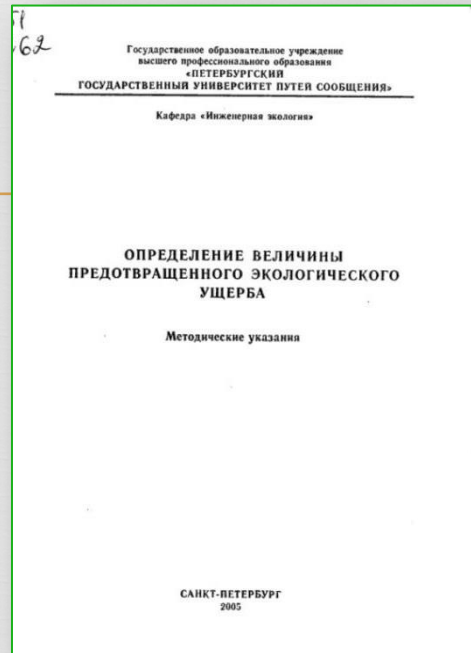 62
Государственное образовательное учреждение
высшего профессионального образования
«ПЕТЕРБУРГСКИЙ
ГОСУДАРСТВЕННЫЙ УНИВЕРСИТЕТ ПУТЕЙ СООБЩЕНИЯ»
Кафедра «Инженерная экология»
ОПРЕДЕЛЕНИЕ ВЕЛИЧИНЫ
ПРЕДОТВРАЩЕННОГО ЭКОЛОГИЧЕСКОГО
УЩЕРБА
Методические указания
САНКТ-ПЕТЕРБУРГ
2005